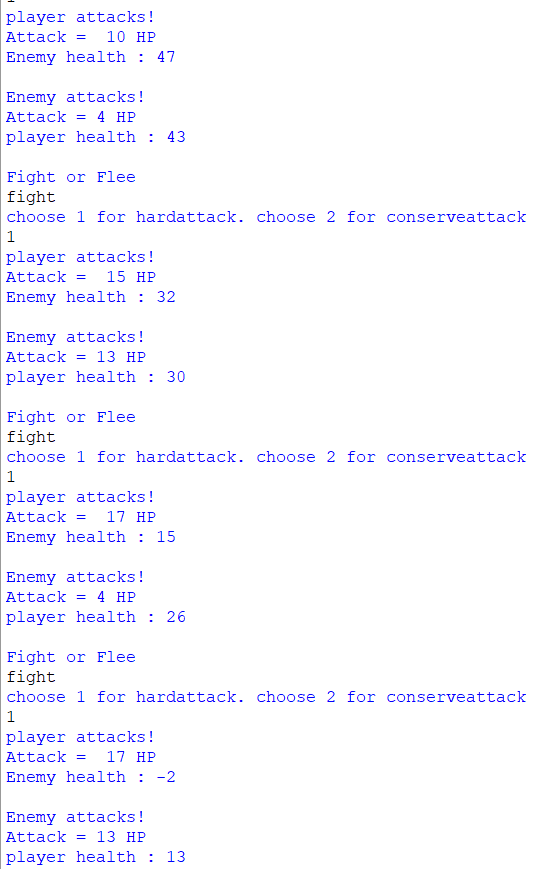 1
player attacks!
Attack =  10 HP
Enemy health : 47

Enemy attacks!
Attack = 4 HP
player health : 43

Fight or Flee
fight
choose 1 for hardattack. choose 2 for conserveattack
1
player attacks!
Attack =  15 HP
Enemy health : 32

Enemy attacks!
Attack = 13 HP
player health : 30

Fight or Flee
fight
choose 1 for hardattack. choose 2 for conserveattack
1
player attacks!
Attack =  17 HP
Enemy health : 15

Enemy attacks!
Attack = 4 HP
player health : 26

Fight or Flee
fight
choose 1 for hardattack. choose 2 for conserveattack
1
player attacks!
Attack =  17 HP
Enemy health : -2

Enemy attacks!
Attack = 13 HP
player health : 13